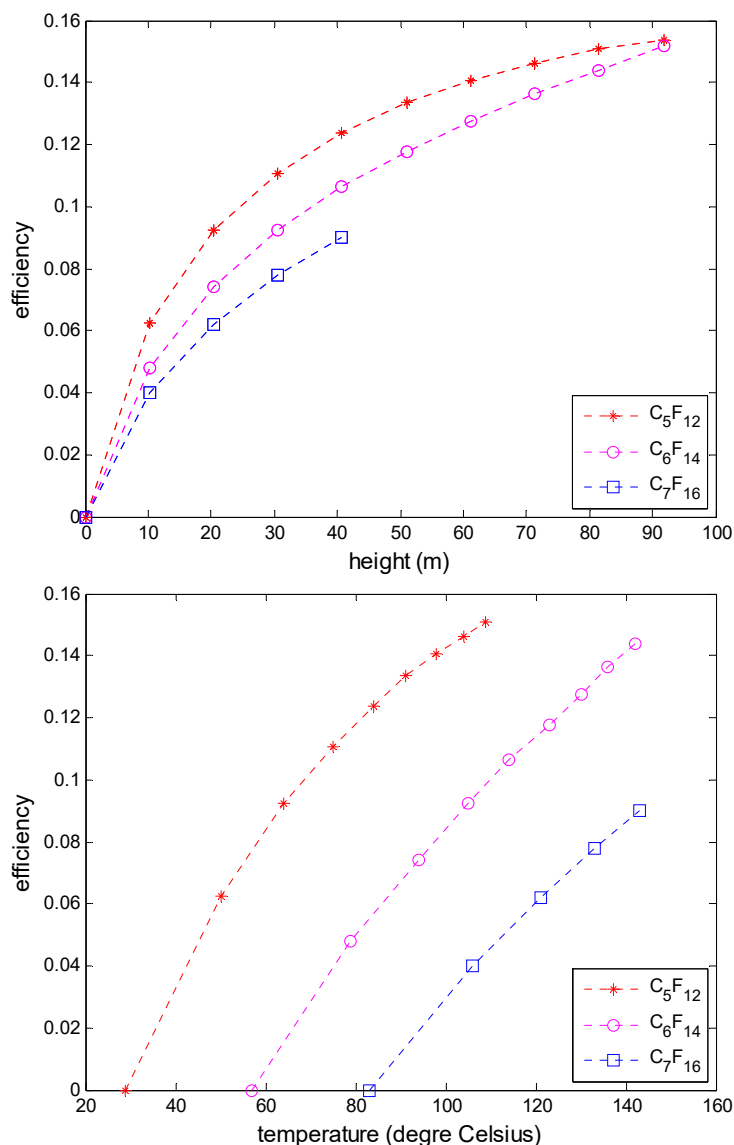 0.16
0.14
0.12
0.1
0.08
0.06
0.04
0.02
0
efficiency
C5F12
C6F14
C7F16
0 10 20 30 40 50 60 70 80 90 100
height (m)
0.16
0.14
0.12
0.1
0.08
0.06
0.04
0.02
0
efficiency
C5F12
C6F14
C7F16
20 40 60 80 100 120 140 160
temperature (degre Celsius)